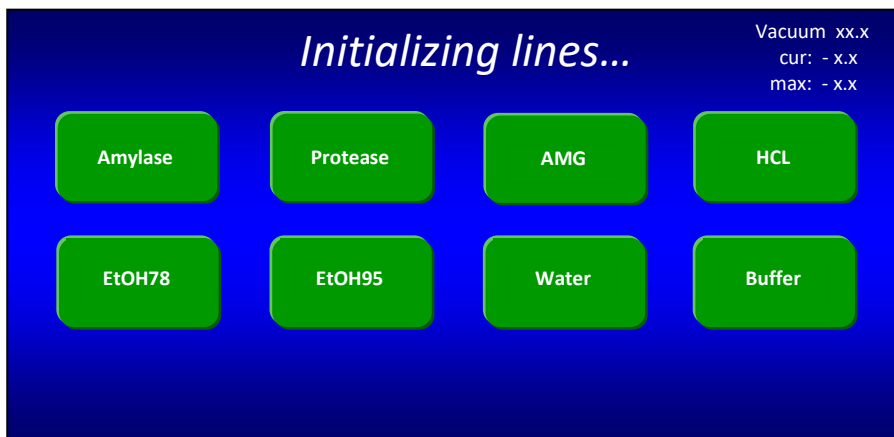 Initializing lines...
Vacuum xx.x
cur: - x.x
max: - x.x
Amylase
Protease
AMG
HCL
EtOH78
EtOH95
Water
Buffer